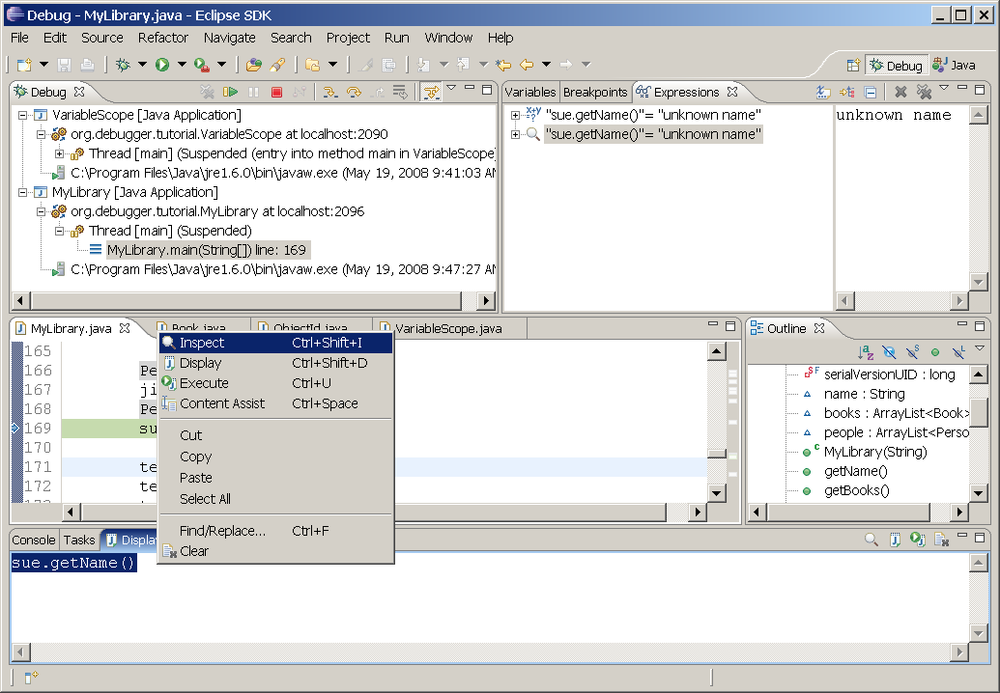 Debug - MyLibrary.java - Eclipse SDK
File Edit Source Refactor Navigate Search Project Run Window Help
Debug Java
Debug
VariableScope [Java Application]
org.debugger.tutorial.VariableScope at localhost:2090
Thread [main] (Suspended (entry into method main in VariableScope)
C:\Program Files\Java\jre1.6.0\bin\javaw.exe (May 19, 2008 9:41:03 AM
MyLibrary [Java Application]
org.debugger.tutorial.MyLibrary at localhost:2096
Thread [main] (Suspended)
MyLibrary.main(String[]) line: 169
C:\Program Files\Java\jre1.6.0\bin\javaw.exe (May 19, 2008 9:47:27 AM
Variables Breakpoints Expressions
"sue.getName()"= "unknown name"
"sue.getName()"= "unknown name"
unknown name
MyLibrary.java Book.java ObjectId.java VariableScope.java
165
166 Pe
167 ji
168 Pe
169 su
170
171 te
172 te
173
Inspect Ctrl+Shift+I
Display Ctrl+Shift+D
Execute Ctrl+U
Content Assist Ctrl+Space
Cut
Copy
Paste
Select All
Find/Replace... Ctrl+F
Clear
Outline
serialVersionUID : long
name : String
books : ArrayList<Book>
people : ArrayList<Perso
MyLibrary(String)
getName()
getBooks()
Console Tasks Display
sue.getName()